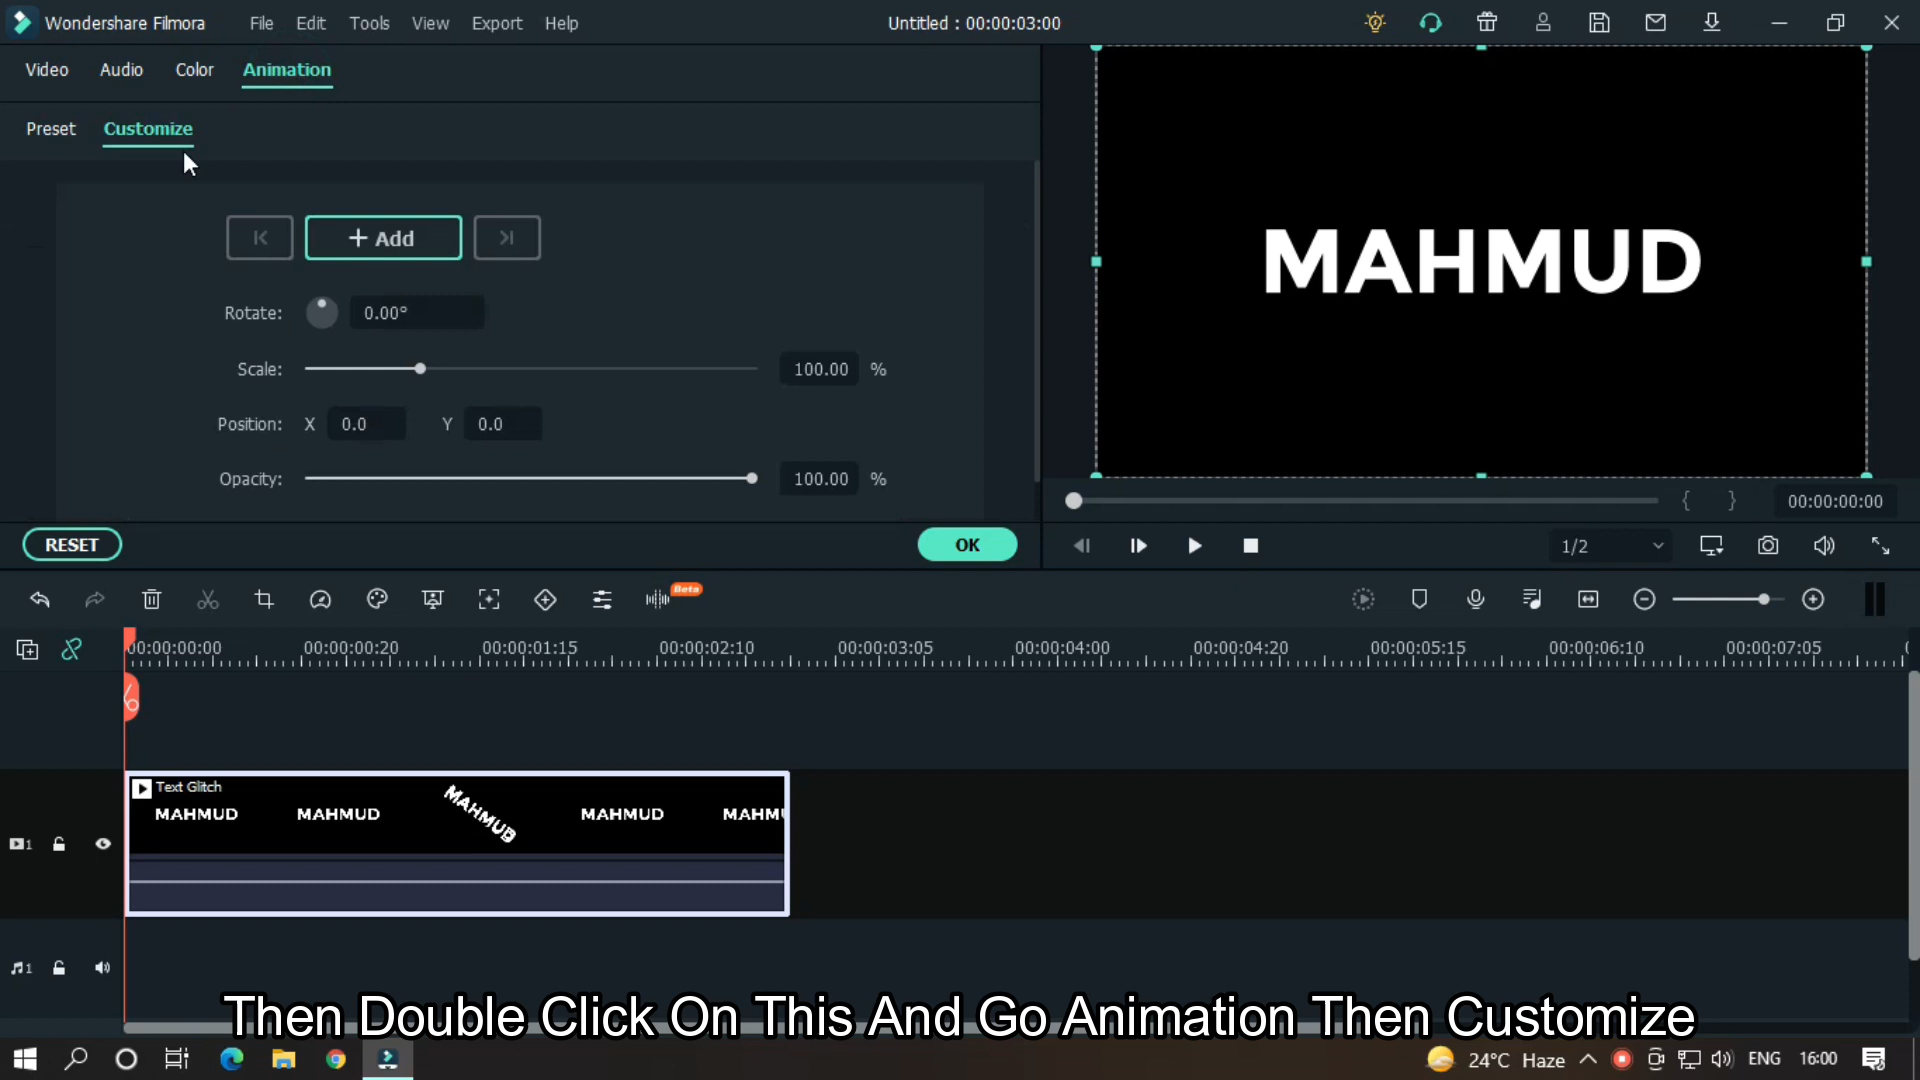 Wondershare Filmora File Edit Tools View Export Help Untitled : 00:00:03:00
Video Audio Color Animation
Preset Customize
+ Add
Rotate: 0.00°
Scale: 100.00 %
Position: X 0.0 Y 0.0
Opacity: 100.00 %
RESET OK
MAHMUD
{ } 00:00:00:00
1/2
Beta
00:00:00:00 00:00:00:20 00:00:01:15 00:00:02:10 00:00:03:05 00:00:04:00 00:00:04:20 00:00:05:15 00:00:06:10 00:00:07:05
Text Glitch
MAHMUD MAHMUD MAHMUD MAHMUD MAHMU
1
1
Then Double Click On This And Go Animation Then Customize
24°C Haze ENG 16:00